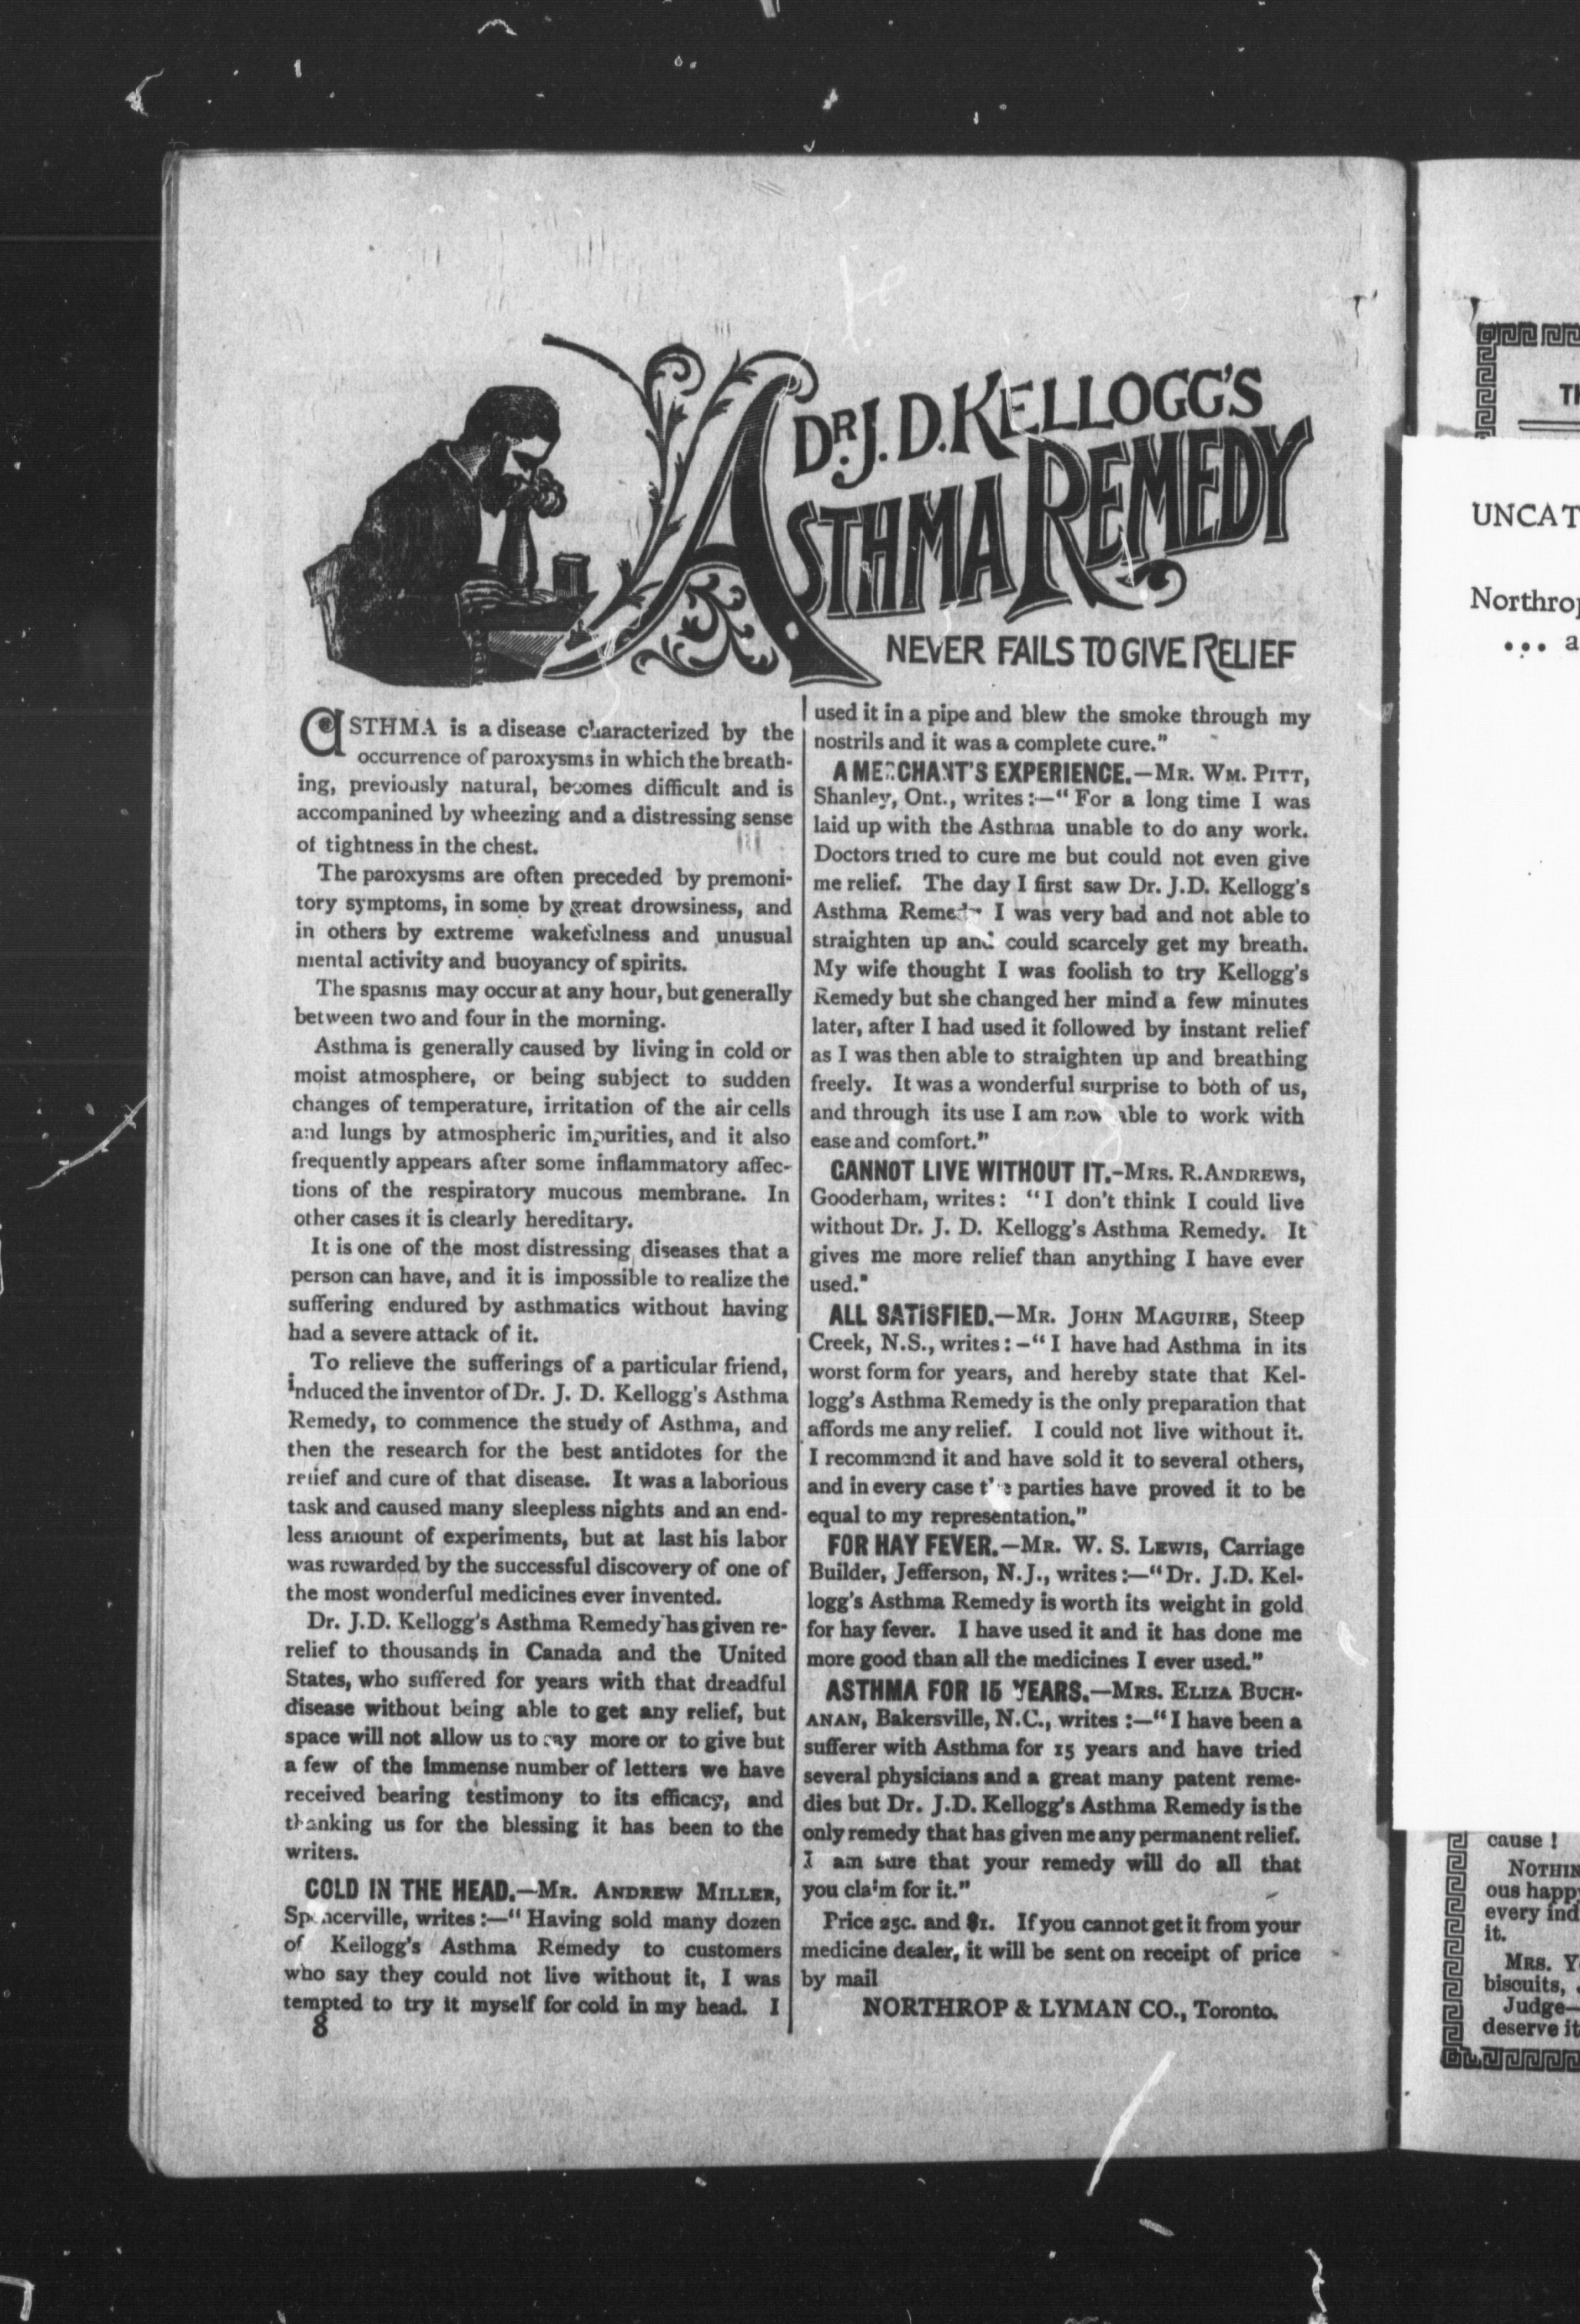 DR. J. D. KELLOGG'S
ASTHMA REMEDY
NEVER FAILS TO GIVE RELIEF
ASTHMA is a disease characterized by the
occurrence of paroxysms in which the breath-
ing, previously natural, becomes difficult and is
accompanined by wheezing and a distressing sense
of tightness in the chest.
The paroxysms are often preceded by premoni-
tory symptoms, in some by great drowsiness, and
in others by extreme wakefulness and unusual
mental activity and buoyancy of spirits.
The spasms may occur at any hour, but generally
between two and four in the morning.
Asthma is generally caused by living in cold or
moist atmosphere, or being subject to sudden
changes of temperature, irritation of the air cells
and lungs by atmospheric impurities, and it also
frequently appears after some inflammatory affec-
tions of the respiratory mucous membrane. In
other cases it is clearly hereditary.
It is one of the most distressing diseases that a
person can have, and it is impossible to realize the
suffering endured by asthmatics without having
had a severe attack of it.
To relieve the sufferings of a particular friend,
induced the inventor of Dr. J. D. Kellogg's Asthma
Remedy, to commence the study of Asthma, and
then the research for the best antidotes for the
relief and cure of that disease. It was a laborious
task and caused many sleepless nights and an end-
less amount of experiments, but at last his labor
was rewarded by the successful discovery of one of
the most wonderful medicines ever invented.
Dr. J.D. Kellogg's Asthma Remedy has given re-
relief to thousands in Canada and the United
States, who suffered for years with that dreadful
disease without being able to get any relief, but
space will not allow us to say more or to give but
a few of the immense number of letters we have
received bearing testimony to its efficacy, and
thanking us for the blessing it has been to the
writers.
COLD IN THE HEAD.—MR. ANDREW MILLER,
Spencerville, writes:—"Having sold many dozen
of Kellogg's Asthma Remedy to customers
who say they could not live without it, I was
tempted to try it myself for cold in my head. I
8
used it in a pipe and blew the smoke through my
nostrils and it was a complete cure."
A MERCHANT'S EXPERIENCE.—MR. WM. PITT,
Shanley, Ont., writes:—"For a long time I was
laid up with the Asthma unable to do any work.
Doctors tried to cure me but could not even give
me relief. The day I first saw Dr. J.D. Kellogg's
Asthma Remedy I was very bad and not able to
straighten up and could scarcely get my breath.
My wife thought I was foolish to try Kellogg's
Remedy but she changed her mind a few minutes
later, after I had used it followed by instant relief
as I was then able to straighten up and breathing
freely. It was a wonderful surprise to both of us,
and through its use I am now able to work with
ease and comfort."
CANNOT LIVE WITHOUT IT.-MRS. R. ANDREWS,
Gooderham, writes: "I don't think I could live
without Dr. J. D. Kellogg's Asthma Remedy. It
gives me more relief than anything I have ever
used."
ALL SATISFIED.—MR. JOHN MAGUIRE, Steep
Creek, N.S., writes:-"I have had Asthma in its
worst form for years, and hereby state that Kel-
logg's Asthma Remedy is the only preparation that
affords me any relief. I could not live without it.
I recommend it and have sold it to several others,
and in every case the parties have proved it to be
equal to my representation."
FOR HAY FEVER.—MR. W. S. LEWIS, Carriage
Builder, Jefferson, N.J., writes:—"Dr. J.D. Kel-
logg's Asthma Remedy is worth its weight in gold
for hay fever. I have used it and it has done me
more good than all the medicines I ever used."
ASTHMA FOR 15 YEARS.—MRS. ELIZA BUCH-
ANAN, Bakersville, N.C., writes:—"I have been a
sufferer with Asthma for 15 years and have tried
several physicians and a great many patent reme-
dies but Dr. J.D. Kellogg's Asthma Remedy is the
only remedy that has given me any permanent relief.
I am sure that your remedy will do all that
you claim for it."
Price 25c. and $1. If you cannot get it from your
medicine dealer, it will be sent on receipt of price
by mail
NORTHROP & LYMAN CO., Toronto.
UNCAT
Northrop
... a
cause!
NOTHIN
ous happy
every ind
it.
MRS. Y
biscuits,
Judge—
deserve it